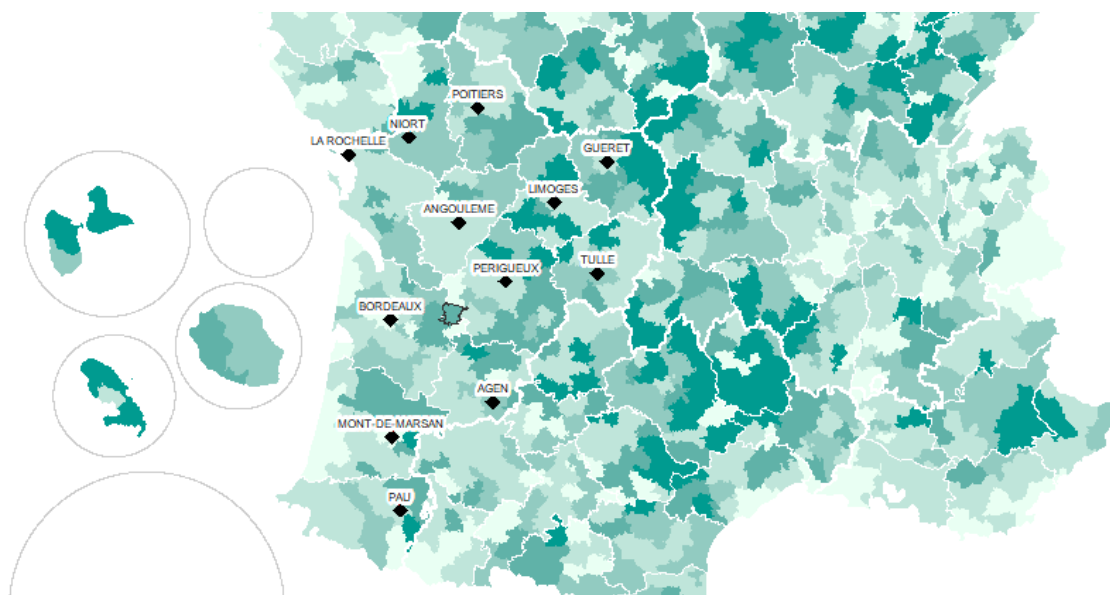 POITIERS
NIORT
LA ROCHELLE
GUERET
LIMOGES
ANGOULEME
PERIGUEUX
TULLE
BORDEAUX
AGEN
MONT-DE-MARSAN
PAU